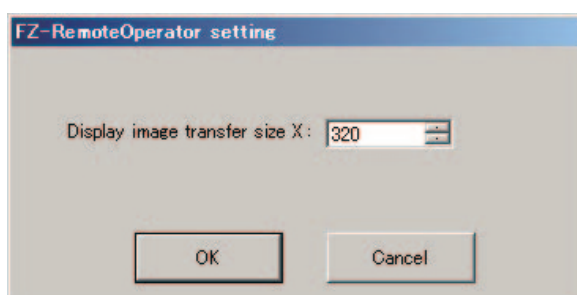 FZ-RemoteOperator setting
Display image transfer size X:
320
OK
Cancel